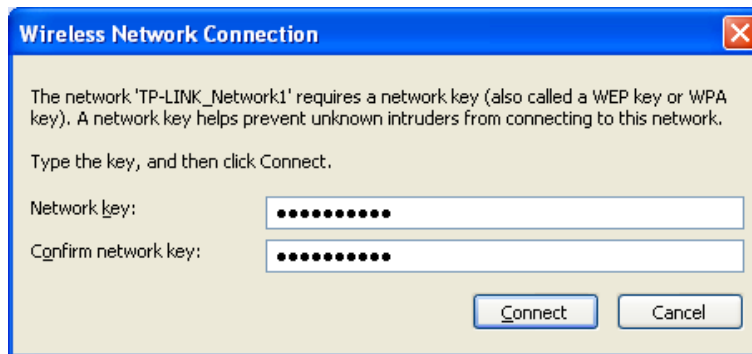 Wireless Network Connection
The network 'TP-LINK_Network1' requires a network key (also called a WEP key or WPA
key). A network key helps prevent unknown intruders from connecting to this network.
Type the key, and then click Connect.
Network key: ●●●●●●●●●●
Confirm network key: ●●●●●●●●●●
Connect Cancel